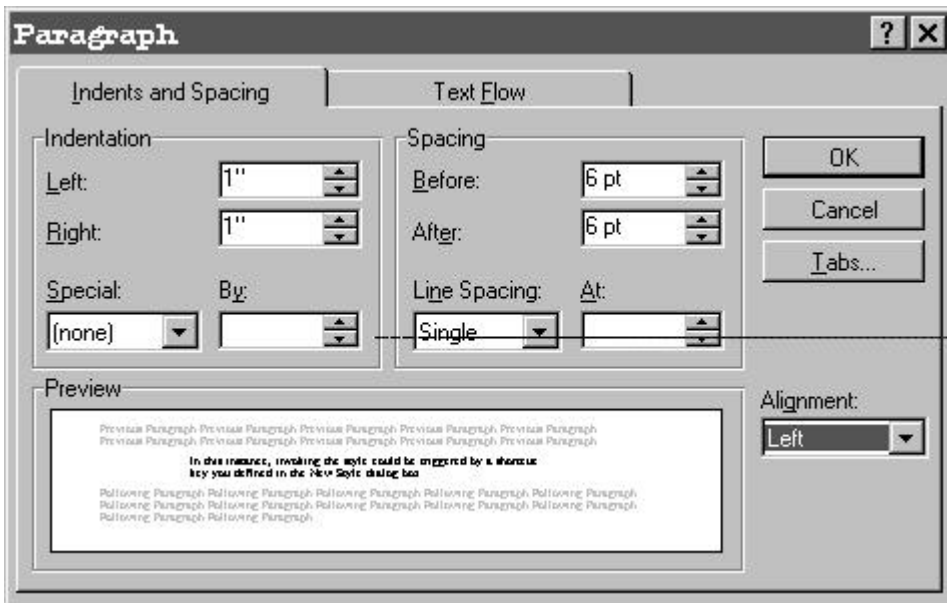 Paragraph
Indents and Spacing
Text Flow
Indentation
Left: 1"
Right: 1"
Special: By:
(none)
Spacing
Before: 6 pt
After: 6 pt
Line Spacing: At:
Single
OK
Cancel
Tabs...
Preview
Previous Paragraph Previous Paragraph Previous Paragraph Previous Paragraph Previous Paragraph
Previous Paragraph Previous Paragraph Previous Paragraph Previous Paragraph Previous Paragraph
In this instance, invoking the style could be triggered by a shortcut
key you defined in the New Style dialog box
Following Paragraph Following Paragraph Following Paragraph Following Paragraph Following Paragraph
Following Paragraph Following Paragraph Following Paragraph Following Paragraph Following Paragraph
Following Paragraph Following Paragraph
Alignment:
Left